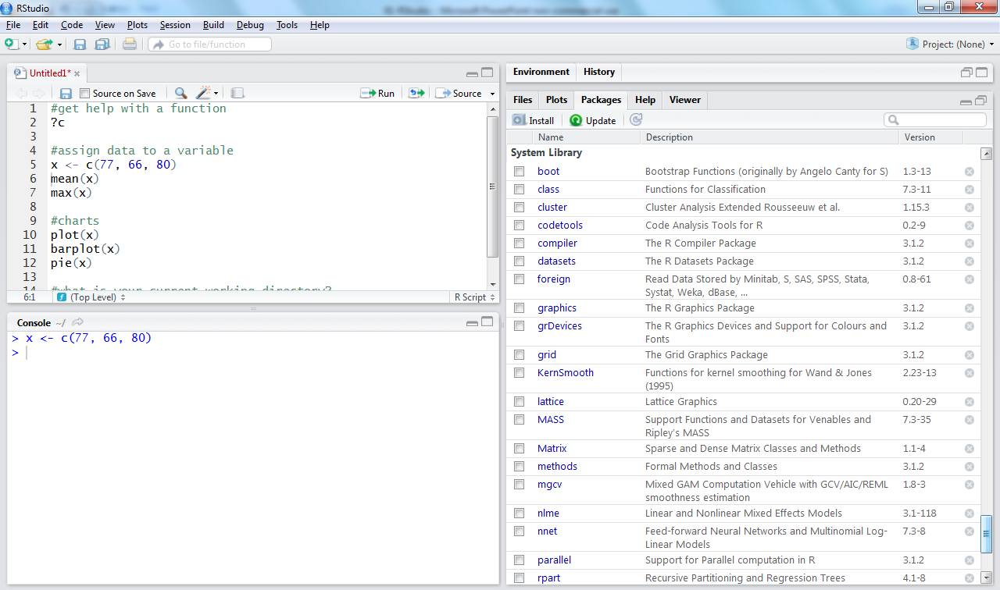 RStudio
File Edit Code View Plots Session Build Debug Tools Help
Go to file/function
Project: (None)
Untitled1*
Source on Save
Run
Source
1 #get help with a function
2 ?c
3
4 #assign data to a variable
5 x <- c(77, 66, 80)
6 mean(x)
7 max(x)
8
9 #charts
10 plot(x)
11 barplot(x)
12 pie(x)
13
14 #what is your current working directory?
6:1 (Top Level) R Script
Console ~/
> x <- c(77, 66, 80)
>
Environment History
Files Plots Packages Help Viewer
Install Update
Name Description Version
System Library
boot Bootstrap Functions (originally by Angelo Canty for S) 1.3-13
class Functions for Classification 7.3-11
cluster Cluster Analysis Extended Rousseeuw et al. 1.15.3
codetools Code Analysis Tools for R 0.2-9
compiler The R Compiler Package 3.1.2
datasets The R Datasets Package 3.1.2
foreign Read Data Stored by Minitab, S, SAS, SPSS, Stata, 0.8-61
Systat, Weka, dBase, ...
graphics The R Graphics Package 3.1.2
grDevices The R Graphics Devices and Support for Colours and 3.1.2
Fonts
grid The Grid Graphics Package 3.1.2
KernSmooth Functions for kernel smoothing for Wand & Jones 2.23-13
(1995)
lattice Lattice Graphics 0.20-29
MASS Support Functions and Datasets for Venables and 7.3-35
Ripley's MASS
Matrix Sparse and Dense Matrix Classes and Methods 1.1-4
methods Formal Methods and Classes 3.1.2
mgcv Mixed GAM Computation Vehicle with GCV/AIC/REML 1.8-3
smoothness estimation
nlme Linear and Nonlinear Mixed Effects Models 3.1-118
nnet Feed-forward Neural Networks and Multinomial Log- 7.3-8
Linear Models
parallel Support for Parallel computation in R 3.1.2
rpart Recursive Partitioning and Regression Trees 4.1-8